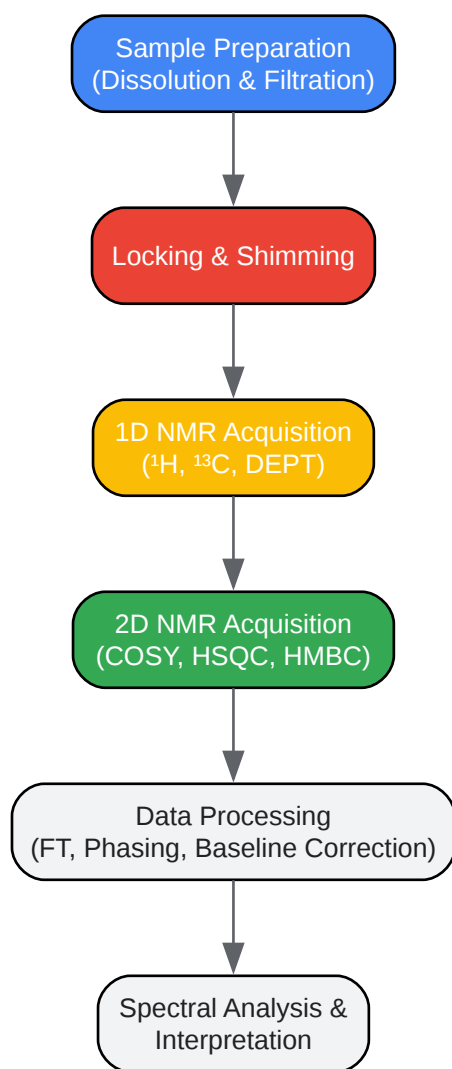 Sample Preparation
(Dissolution & Filtration)
Locking & Shimming
1D NMR Acquisition
(¹H, ¹³C, DEPT)
2D NMR Acquisition
(COSY, HSQC, HMBC)
Data Processing
(FT, Phasing, Baseline Correction)
Spectral Analysis &
Interpretation